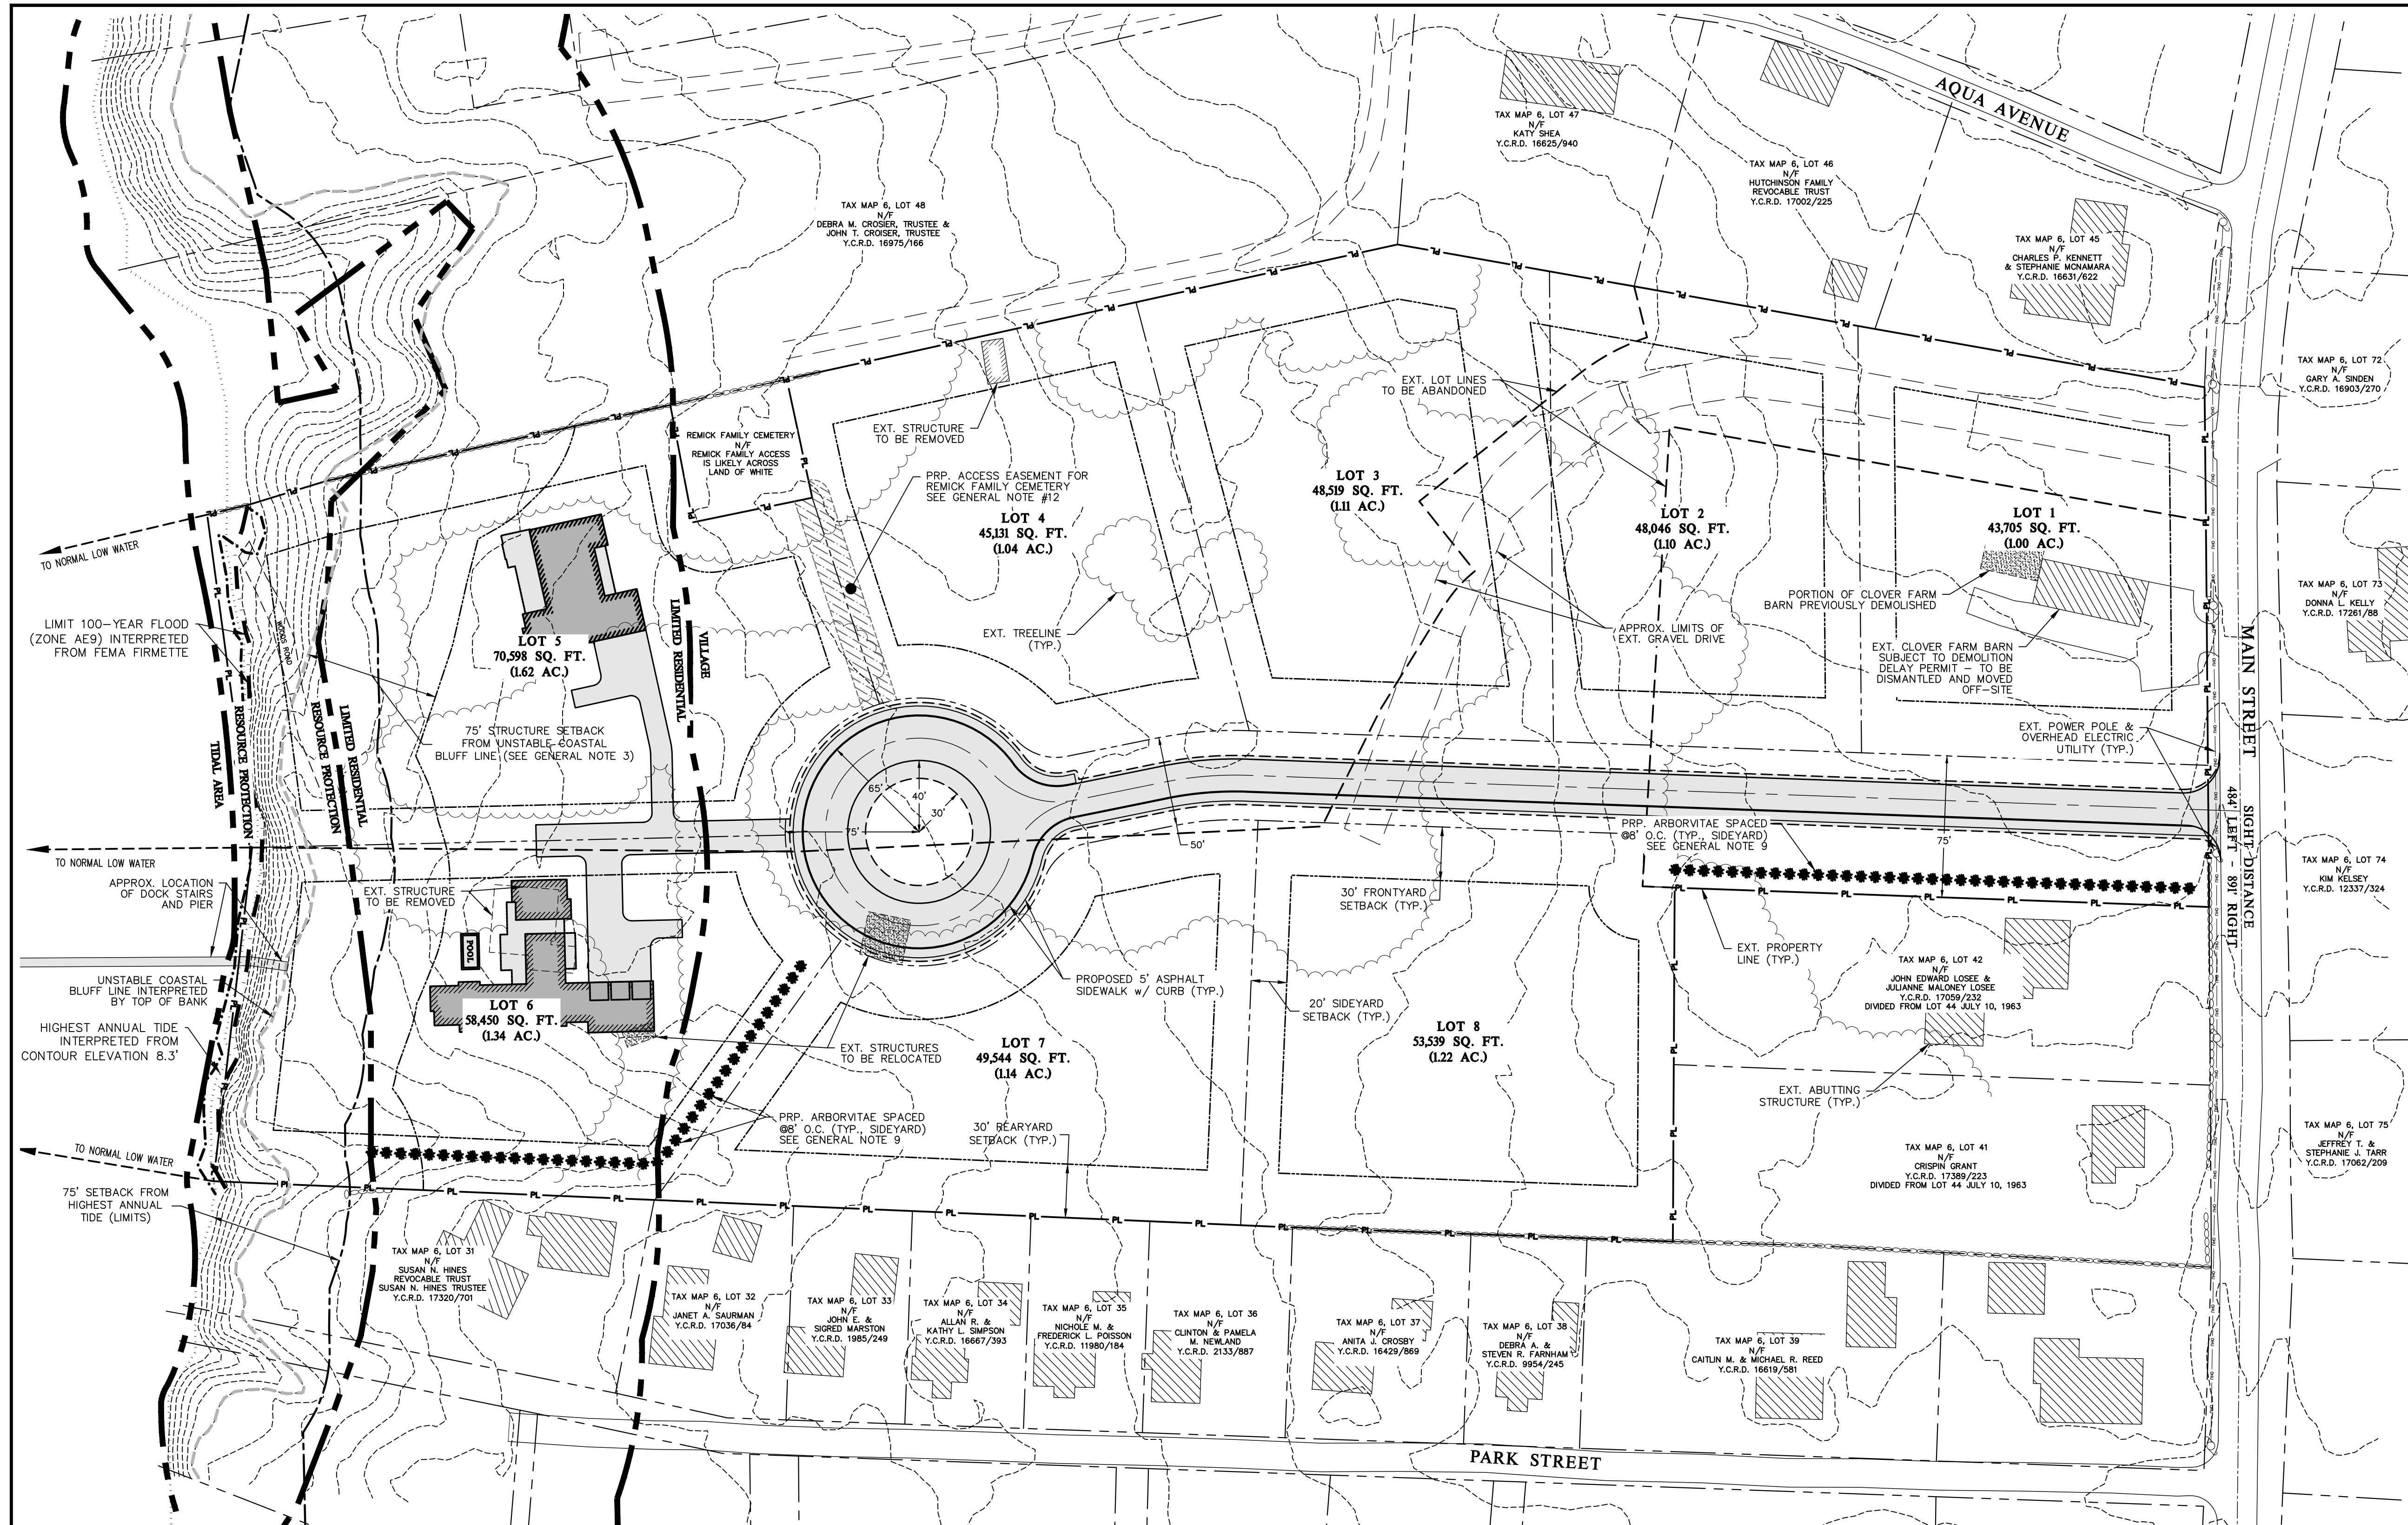 AQUA AVENUE
TAX MAP 6, LOT 47
N/F
KATY SHEA
Y.C.R.D. 16625/940
TAX MAP 6, LOT 46
N/F
HUTCHINSON FAMILY
REVOCABLE TRUST
Y.C.R.D. 17002/225
TAX MAP 6, LOT 48
N/F
DEBRA M. CROSIER, TRUSTEE &
JOHN T. CROISER, TRUSTEE
Y.C.R.D. 16975/166
TAX MAP 6, LOT 45
N/F
CHARLES P. KENNETT
& STEPHANIE MCNAMARA
Y.C.R.D. 16631/622
TAX MAP 6, LOT 72
N/F
GARY A. SINDEN
Y.C.R.D. 16903/270
EXT. LOT LINES
TO BE ABANDONED
EXT. STRUCTURE
TO BE REMOVED
REMICK FAMILY CEMETERY
N/F
REMICK FAMILY ACCESS
IS LIKELY ACROSS
LAND OF WHITE
PRP. ACCESS EASEMENT FOR
REMICK FAMILY CEMETERY
SEE GENERAL NOTE #12
LOT 4
45,131 SQ. FT.
(1.04 AC.)
LOT 3
48,519 SQ. FT.
(1.11 AC.)
LOT 2
48,046 SQ. FT.
(1.10 AC.)
LOT 1
43,705 SQ. FT.
(1.00 AC.)
TO NORMAL LOW WATER
LIMIT 100-YEAR FLOOD
(ZONE AE9) INTERPRETED
FROM FEMA FIRMETTE
WOODS ROAD
LOT 5
70,598 SQ. FT.
(1.62 AC.)
EXT. TREELINE
(TYP.)
APPROX. LIMITS OF
EXT. GRAVEL DRIVE
PORTION OF CLOVER FARM
BARN PREVIOUSLY DEMOLISHED
EXT. CLOVER FARM BARN
SUBJECT TO DEMOLITION
DELAY PERMIT - TO BE
DISMANTLED AND MOVED
OFF-SITE
TAX MAP 6, LOT 73
N/F
DONNA L. KELLY
Y.C.R.D. 17261/88
MAIN STREET
SIGHT DISTANCE
484' LEFT - 891' RIGHT
EXT. POWER POLE &
OVERHEAD ELECTRIC
UTILITY (TYP.)
TIDAL AREA
RESOURCE PROTECTION
RESOURCE PROTECTION
LIMITED RESIDENTIAL
LIMITED RESIDENTIAL
VILLAGE
75' STRUCTURE SETBACK
FROM UNSTABLE COASTAL
BLUFF LINE (SEE GENERAL NOTE 3)
65'
40'
30'
75'
50'
75'
PRP. ARBORVITAE SPACED
@8' O.C. (TYP., SIDEYARD)
SEE GENERAL NOTE 9
TO NORMAL LOW WATER
APPROX. LOCATION
OF DOCK STAIRS
AND PIER
EXT. STRUCTURE
TO BE REMOVED
POOL
30' FRONTYARD
SETBACK (TYP.)
TAX MAP 6, LOT 74
N/F
KIM KELSEY
Y.C.R.D. 12337/324
EXT. PROPERTY
LINE (TYP.)
UNSTABLE COASTAL
BLUFF LINE INTERPRETED
BY TOP OF BANK
PROPOSED 5' ASPHALT
SIDEWALK w/ CURB (TYP.)
20' SIDEYARD
SETBACK (TYP.)
TAX MAP 6, LOT 42
N/F
JOHN EDWARD LOSEE &
JULIANNE MALONEY LOSEE
Y.C.R.D. 17059/232
DIVIDED FROM LOT 44 JULY 10, 1963
LOT 6
58,450 SQ. FT.
(1.34 AC.)
HIGHEST ANNUAL TIDE
INTERPRETED FROM
CONTOUR ELEVATION 8.3'
EXT. STRUCTURES
TO BE RELOCATED
LOT 7
49,544 SQ. FT.
(1.14 AC.)
LOT 8
53,539 SQ. FT.
(1.22 AC.)
EXT. ABUTTING
STRUCTURE (TYP.)
PRP. ARBORVITAE SPACED
@8' O.C. (TYP., SIDEYARD)
SEE GENERAL NOTE 9
30' REARYARD
SETBACK (TYP.)
TO NORMAL LOW WATER
75' SETBACK FROM
HIGHEST ANNUAL
TIDE (LIMITS)
TAX MAP 6, LOT 41
N/F
CRISPIN GRANT
Y.C.R.D. 17389/223
DIVIDED FROM LOT 44 JULY 10, 1963
TAX MAP 6, LOT 75
N/F
JEFFREY T. &
STEPHANIE J. TARR
Y.C.R.D. 17062/209
TAX MAP 6, LOT 31
N/F
SUSAN N. HINES
REVOCABLE TRUST
SUSAN N. HINES TRUSTEE
Y.C.R.D. 17320/701
TAX MAP 6, LOT 32
N/F
JANET A. SAURMAN
Y.C.R.D. 17036/84
TAX MAP 6, LOT 33
N/F
JOHN E. &
SIGRED MARSTON
Y.C.R.D. 1985/249
TAX MAP 6, LOT 34
N/F
ALLAN R. &
KATHY L. SIMPSON
Y.C.R.D. 16667/393
TAX MAP 6, LOT 35
N/F
NICHOLE M. &
FREDERICK L. POISSON
Y.C.R.D. 11980/184
TAX MAP 6, LOT 36
N/F
CLINTON & PAMELA
M. NEWLAND
Y.C.R.D. 2133/887
TAX MAP 6, LOT 37
N/F
ANITA J. CROSBY
Y.C.R.D. 16429/869
TAX MAP 6, LOT 38
N/F
DEBRA A. &
STEVEN R. FARNHAM
Y.C.R.D. 9954/245
TAX MAP 6, LOT 39
N/F
CAITLIN M. & MICHAEL R. REED
Y.C.R.D. 16619/581
PARK STREET